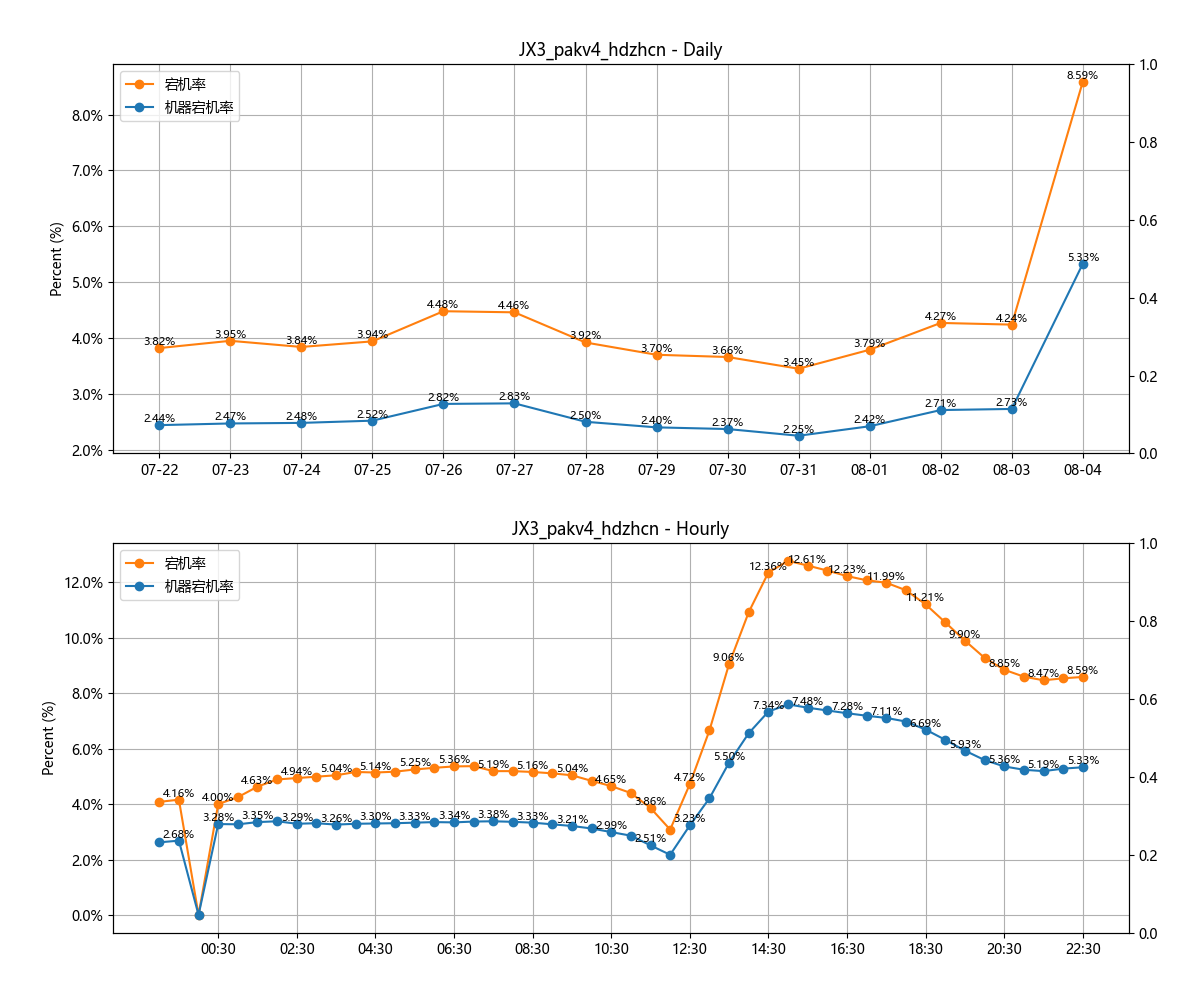 JX3_pakv4_hdzhcn - Daily
宕机率
机器宕机率
Percent (%)
8.0%
7.0%
6.0%
5.0%
4.0%
3.0%
2.0%
1.0
0.8
0.6
0.4
0.2
0.0
3.82% 3.95% 3.84% 3.94% 4.48% 4.46% 3.92% 3.70% 3.66% 3.45% 3.79% 4.27% 4.24% 8.59%
2.44% 2.47% 2.48% 2.52% 2.82% 2.83% 2.50% 2.40% 2.37% 2.25% 2.42% 2.71% 2.73% 5.33%
07-22 07-23 07-24 07-25 07-26 07-27 07-28 07-29 07-30 07-31 08-01 08-02 08-03 08-04
JX3_pakv4_hdzhcn - Hourly
宕机率
机器宕机率
Percent (%)
12.0%
10.0%
8.0%
6.0%
4.0%
2.0%
0.0%
1.0
0.8
0.6
0.4
0.2
0.0
4.16% 4.00% 4.63% 4.94% 5.04% 5.14% 5.25% 5.36% 5.19% 5.16% 5.04% 4.65% 3.86% 4.72% 9.06% 12.36% 12.61% 12.23% 11.99% 11.21% 9.90% 8.85% 8.47% 8.59%
2.68% 3.28% 3.35% 3.29% 3.26% 3.30% 3.33% 3.34% 3.38% 3.33% 3.21% 2.99% 2.51% 3.23% 5.50% 7.34% 7.48% 7.28% 7.11% 6.69% 5.93% 5.36% 5.19% 5.33%
00:30 02:30 04:30 06:30 08:30 10:30 12:30 14:30 16:30 18:30 20:30 22:30